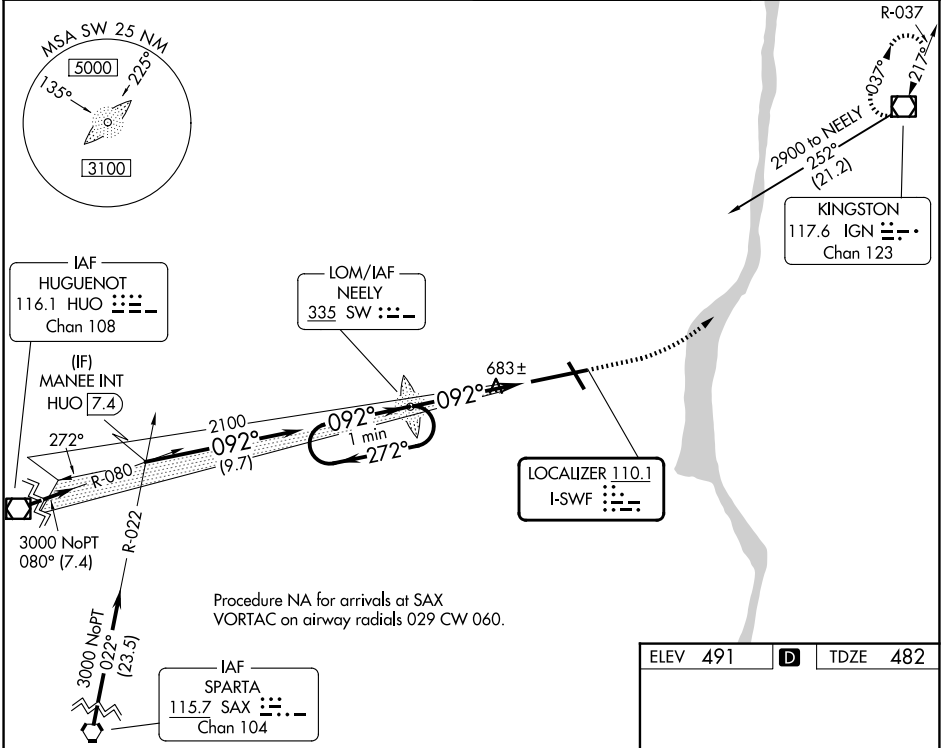 MSA SW 25 NM
5000
135°
225°
3100
R-037
037°
217°
2900 to NEELY
252°
(21.2)
KINGSTON
117.6 IGN
Chan 123
IAF
HUGUENOT
116.1 HUO
Chan 108
LOM/IAF
NEELY
335 SW
(IF)
MANEE INT
HUO 7.4
683±
2100
092°
092°
092°
1 min
272°
272°
(9.7)
R-080
LOCALIZER 110.1
I-SWF
3000 NoPT
080° (7.4)
R-022
Procedure NA for arrivals at SAX
VORTAC on airway radials 029 CW 060.
3000 NoPT
022°
(23.5)
IAF
SPARTA
115.7 SAX
Chan 104
ELEV 491
D
TDZE 482